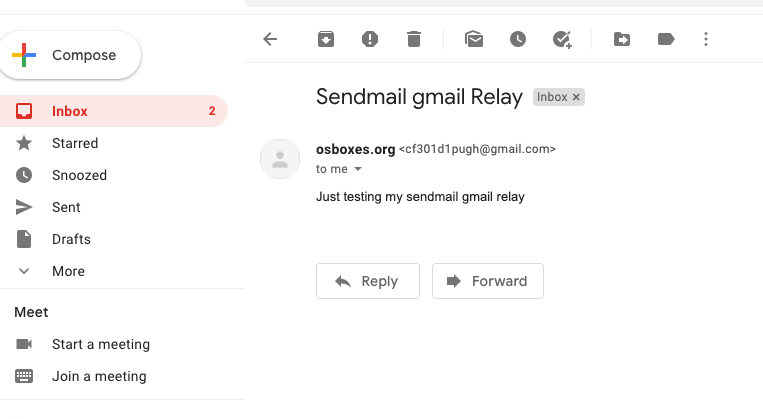 Compose
Inbox 2
Starred
Snoozed
Sent
Drafts
More
Meet
Start a meeting
Join a meeting
Sendmail gmail Relay Inbox ×
osboxes.org <cf301d1pugh@gmail.com>
to me
Just testing my sendmail gmail relay
Reply Forward